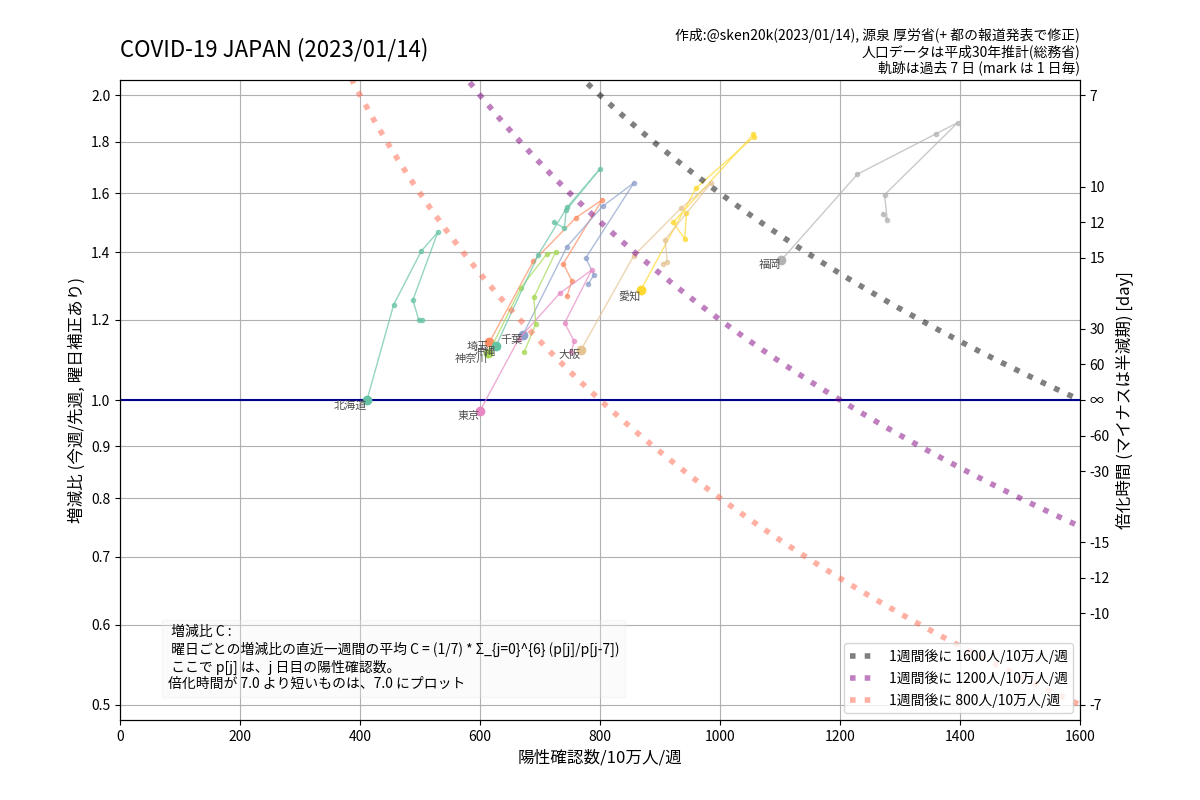 COVID-19 JAPAN (2023/01/14)
作成:@sken20k(2023/01/14), 源泉 厚労省(+ 都の報道発表で修正)
人口データは平成30年推計(総務省)
軌跡は過去 7 日 (mark は 1 日毎)
増減比 (今週/先週, 曜日補正あり)
2.0
1.8
1.6
1.4
1.2
1.0
0.9
0.8
0.7
0.6
0.5
福岡
愛知
千葉
埼玉
沖縄
神奈川
大阪
北海道
東京
7
10
12
15
30
60
∞
-60
-30
-15
-12
-10
-7
倍化時間 (マイナスは半減期) [day]
増減比 C :
曜日ごとの増減比の直近一週間の平均 C = (1/7) * Σ_{j=0}^{6} (p[j]/p[j-7])
ここで p[j] は、j 日目の陽性確認数。
倍化時間が 7.0 より短いものは、7.0 にプロット
1週間後に 1600人/10万人/週
1週間後に 1200人/10万人/週
1週間後に 800人/10万人/週
0 200 400 600 800 1000 1200 1400 1600
陽性確認数/10万人/週